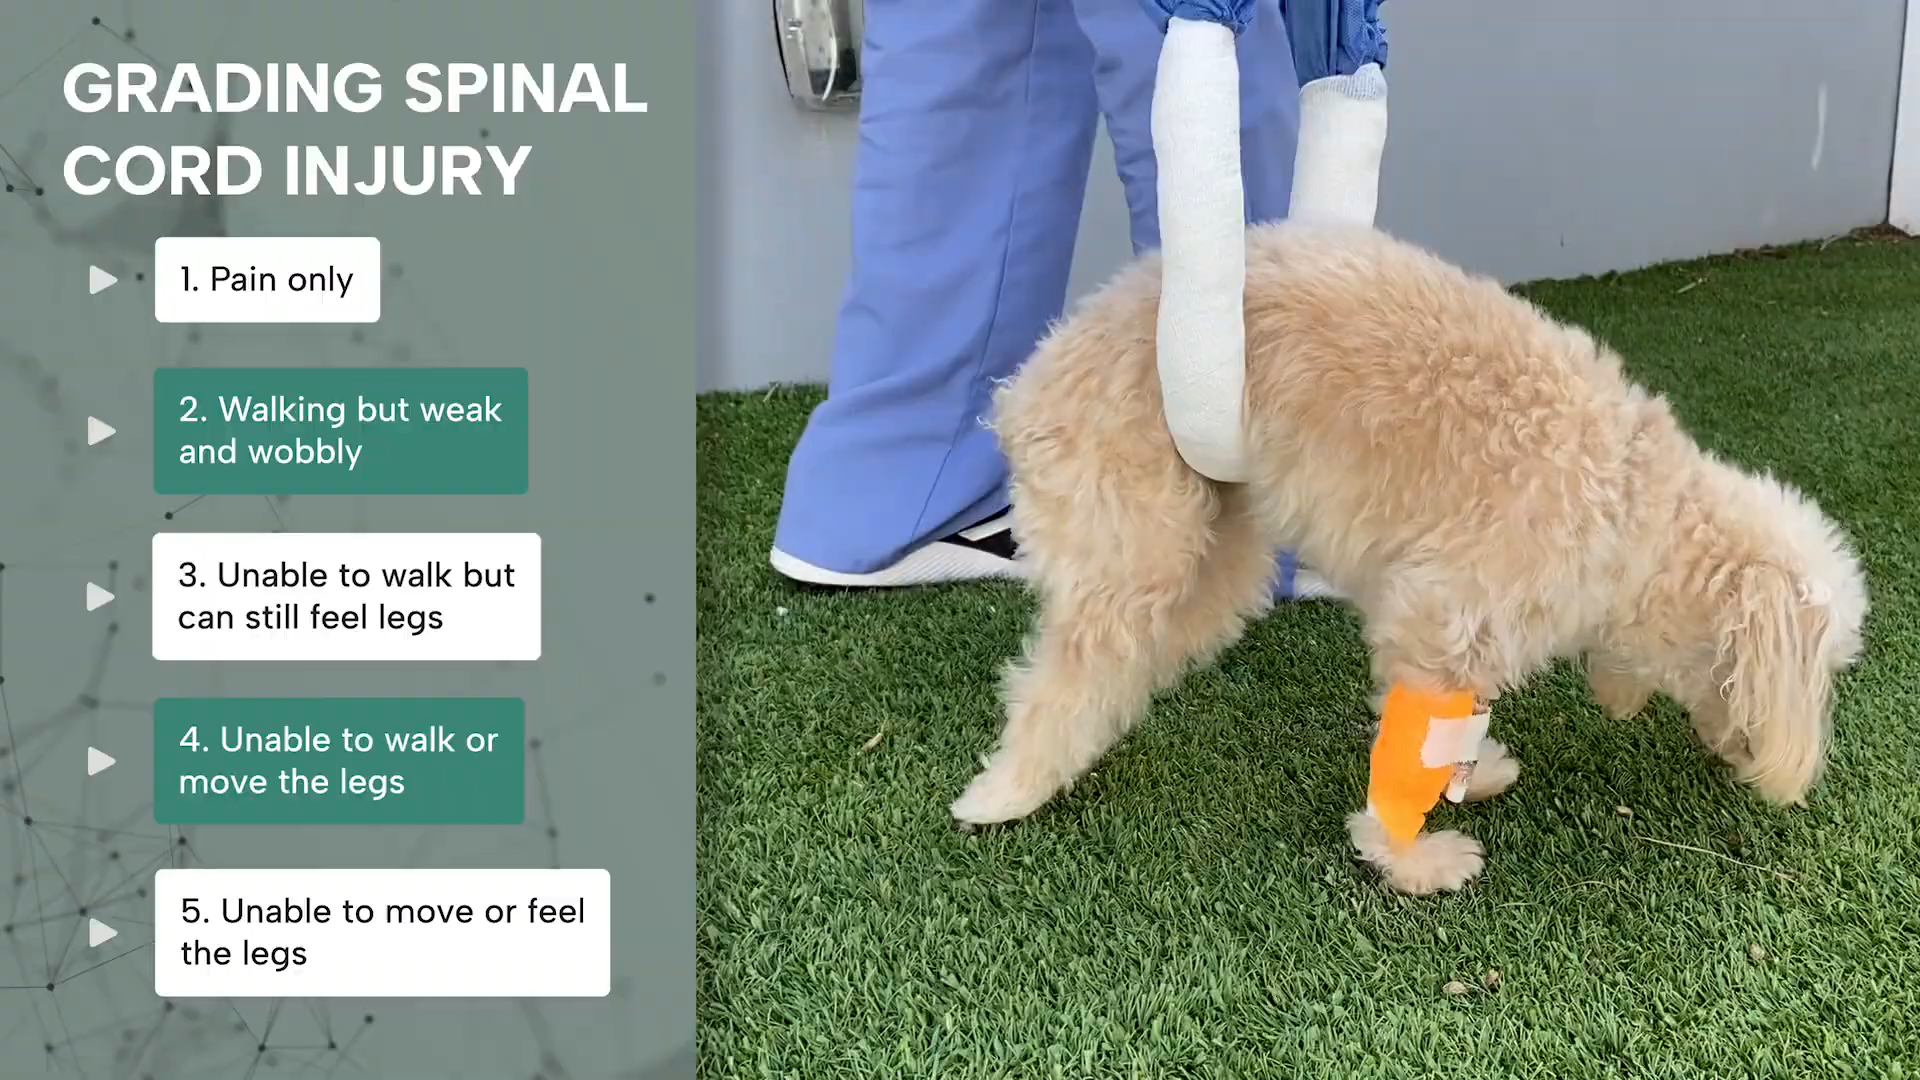 GRADING SPINAL
CORD INJURY
1. Pain only
2. Walking but weak
and wobbly
3. Unable to walk but
can still feel legs
4. Unable to walk or
move the legs
5. Unable to move or feel
the legs